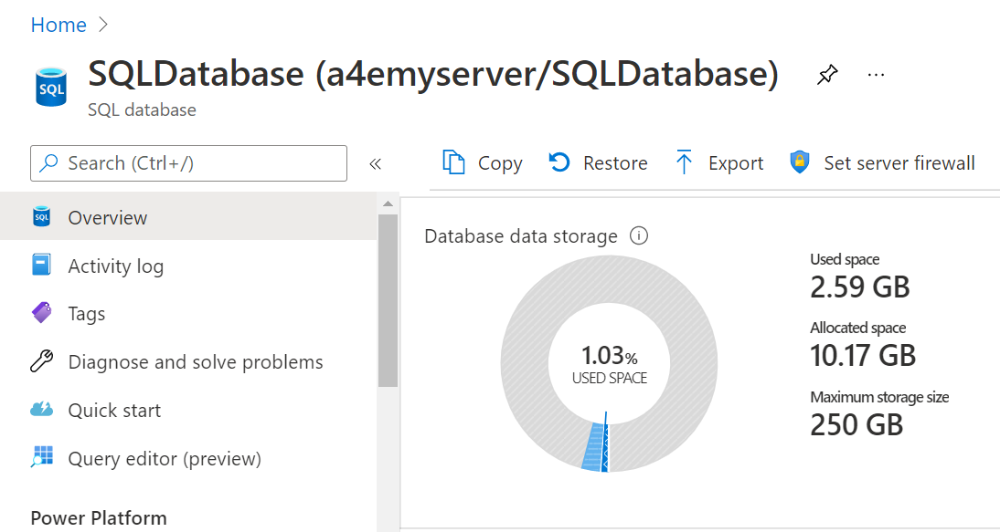 Home
SQLDatabase (a4emyserver/SQLDatabase)
SQL
SQL database
Search (Ctrl+/)
Copy
Restore
Export
Set server firewall
SQL
Overview
Activity log
Tags
Diagnose and solve problems
Quick start
Query editor (preview)
Power Platform
Database data storage
1.03%
USED SPACE
Used space
2.59 GB
Allocated space
10.17 GB
Maximum storage size
250 GB